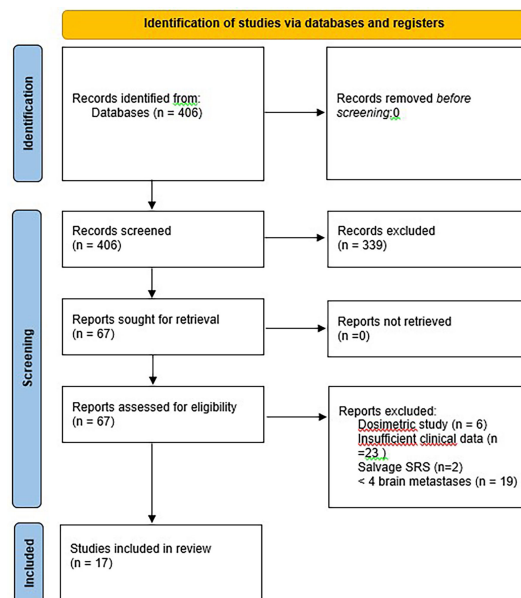 Identification of studies via databases and registers
Identification
Records identified from:
Databases (n = 406)
Records removed before
screening:0
Screening
Records screened
(n = 406)
Records excluded
(n = 339)
Reports sought for retrieval
(n = 67)
Reports not retrieved
(n =0)
Reports assessed for eligibility
(n = 67)
Reports excluded:
Dosimetric study (n = 6)
Insufficient clinical data (n
=23 )
Salvage SRS (n=2)
< 4 brain metastases (n = 19)
Included
Studies included in review
(n = 17)